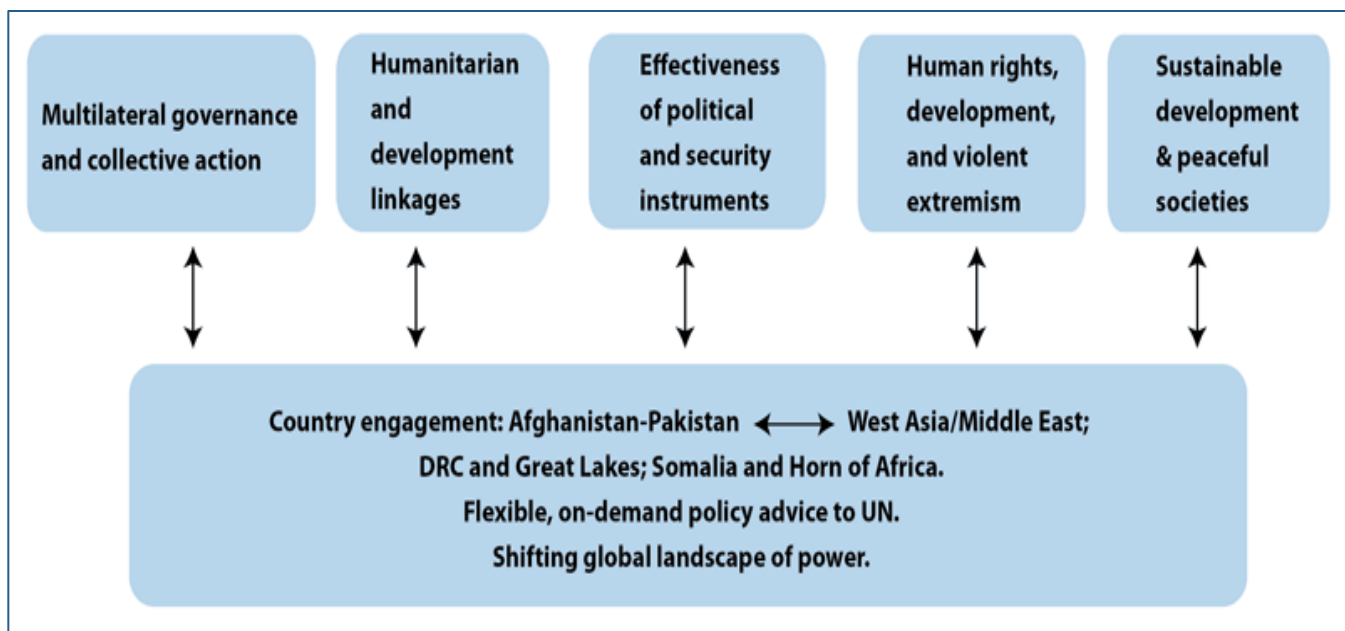 Multilateral governance
and collective action
Humanitarian
and
development
linkages
Effectiveness
of political
and security
instruments
Human rights,
development,
and violent
extremism
Sustainable
development
& peaceful
societies
Country engagement: Afghanistan-Pakistan West Asia/Middle East;
DRC and Great Lakes; Somalia and Horn of Africa.
Flexible, on-demand policy advice to UN.
Shifting global landscape of power.